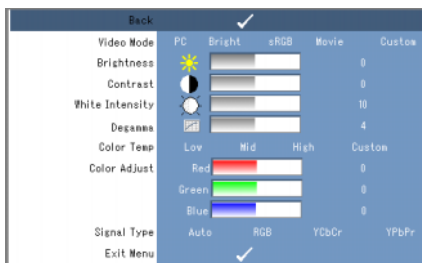 Back
Video Mode PC Bright sRGB Movie Custom
Brightness 0
Contrast 0
White Intensity 10
Degamma 4
Color Temp Low Mid High Custom
Color Adjust Red 0
Green 0
Blue 0
Signal Type Auto RGB YCbCr YPbPr
Exit Menu